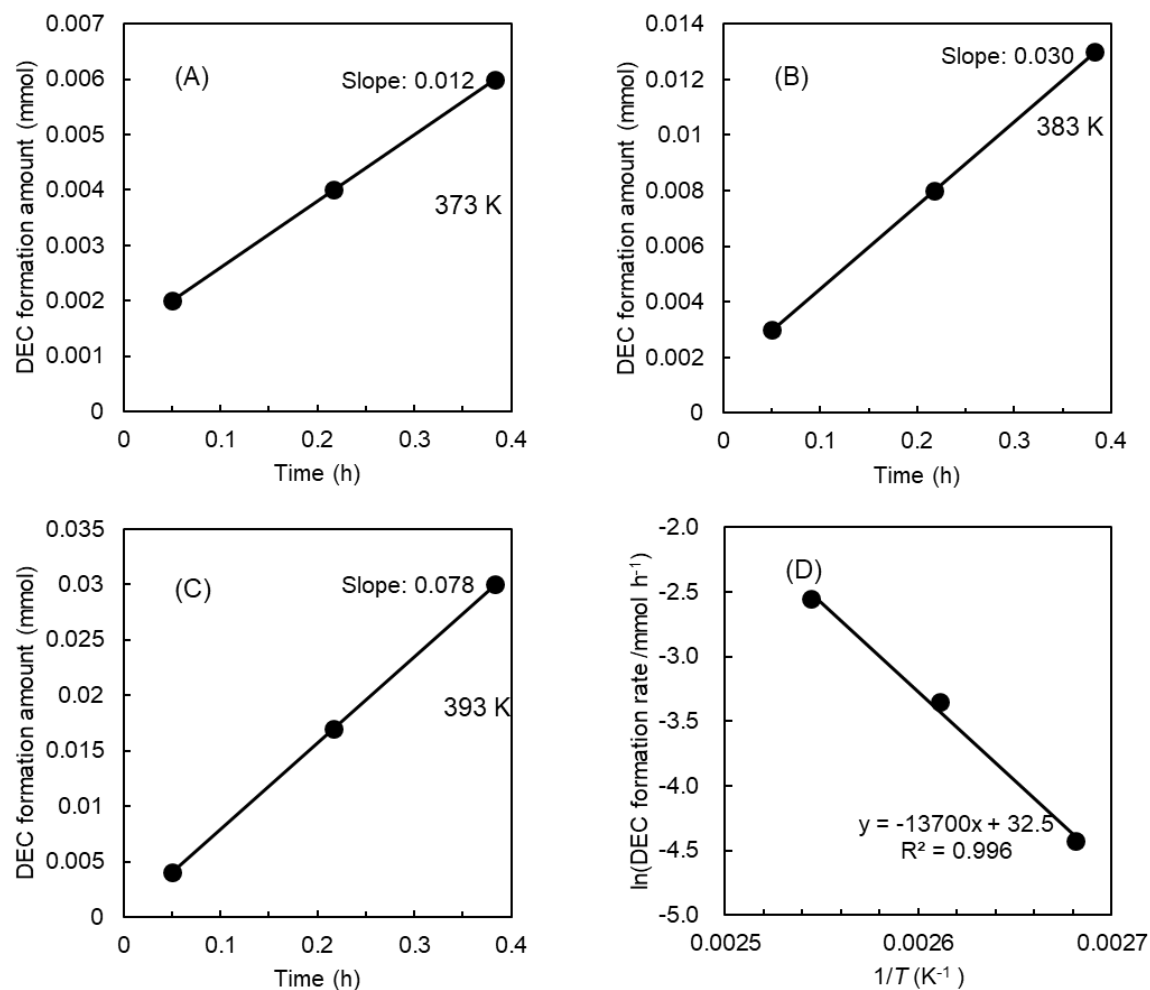 0.007
0.006
0.005
0.004
0.003
0.002
0.001
0
DEC formation amount (mmol)
(A)
Slope: 0.012
373 K
0 0.1 0.2 0.3 0.4
Time (h)
0.014
0.012
0.01
0.008
0.006
0.004
0.002
0
DEC formation amount (mmol)
(B)
Slope: 0.030
383 K
0 0.1 0.2 0.3 0.4
Time (h)
0.035
0.03
0.025
0.02
0.015
0.01
0.005
0
DEC formation amount (mmol)
(C)
Slope: 0.078
393 K
0 0.1 0.2 0.3 0.4
Time (h)
-2.0
-2.5
-3.0
-3.5
-4.0
-4.5
-5.0
ln(DEC formation rate /mmol h⁻¹)
(D)
y = -13700x + 32.5
R² = 0.996
0.0025 0.0026 0.0027
1/T (K⁻¹ )